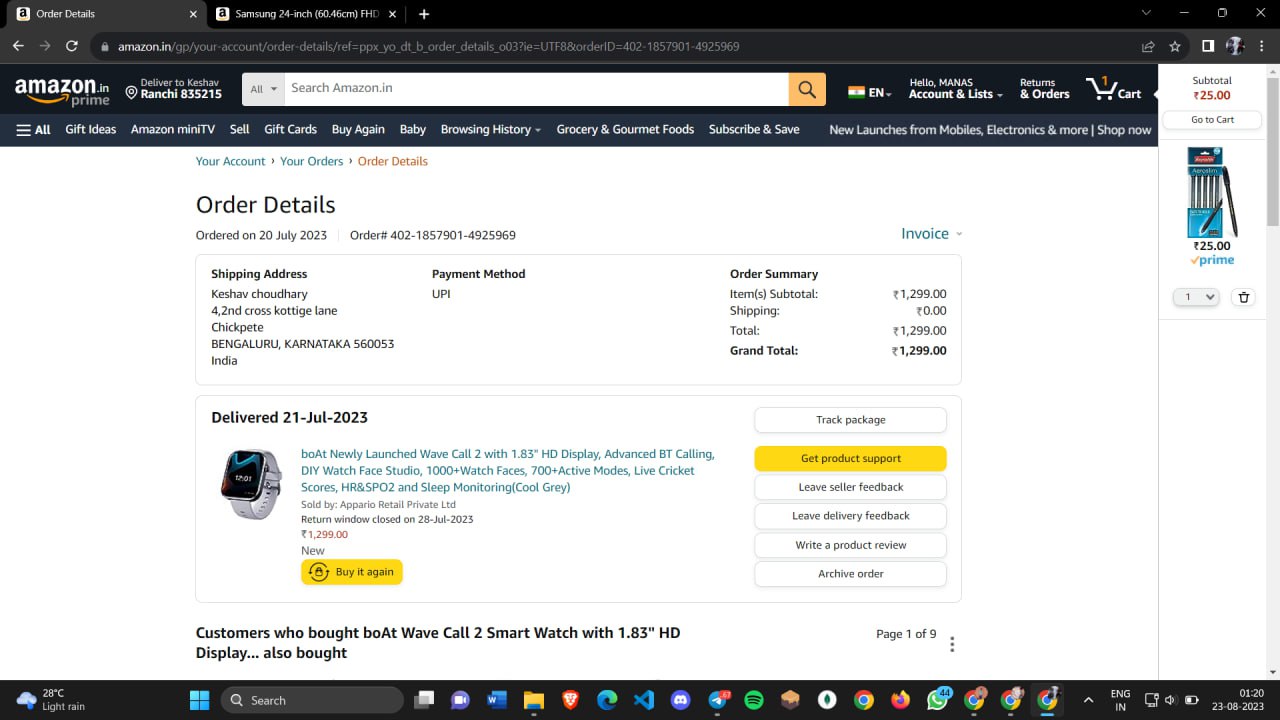 Order Details
Samsung 24-inch (60.46cm) FHD
amazon.in/gp/your-account/order-details/ref=ppx_yo_dt_b_order_details_o03?ie=UTF8&orderID=402-1857901-4925969
amazon.in
prime
Deliver to Keshav
Ranchi 835215
All
Search Amazon.in
EN
Hello, MANAS
Account & Lists
Returns
& Orders
1
Cart
All
Gift Ideas
Amazon miniTV
Sell
Gift Cards
Buy Again
Baby
Browsing History
Grocery & Gourmet Foods
Subscribe & Save
New Launches from Mobiles, Electronics & more | Shop now
Subtotal
₹25.00
Go to Cart
Reynolds
Aeroslim
₹25.00
prime
1
Your Account › Your Orders › Order Details
Order Details
Ordered on 20 July 2023
Order# 402-1857901-4925969
Invoice
Shipping Address
Keshav choudhary
4,2nd cross kottige lane
Chickpete
BENGALURU, KARNATAKA 560053
India
Payment Method
UPI
Order Summary
Item(s) Subtotal: ₹1,299.00
Shipping: ₹0.00
Total: ₹1,299.00
Grand Total: ₹1,299.00
Delivered 21-Jul-2023
12:01
boAt Newly Launched Wave Call 2 with 1.83" HD Display, Advanced BT Calling,
DIY Watch Face Studio, 1000+Watch Faces, 700+Active Modes, Live Cricket
Scores, HR&SPO2 and Sleep Monitoring(Cool Grey)
Sold by: Appario Retail Private Ltd
Return window closed on 28-Jul-2023
₹1,299.00
New
Buy it again
Track package
Get product support
Leave seller feedback
Leave delivery feedback
Write a product review
Archive order
Customers who bought boAt Wave Call 2 Smart Watch with 1.83" HD
Display... also bought
Page 1 of 9
28°C
Light rain
Search
44
ENG
IN
01:20
23-08-2023